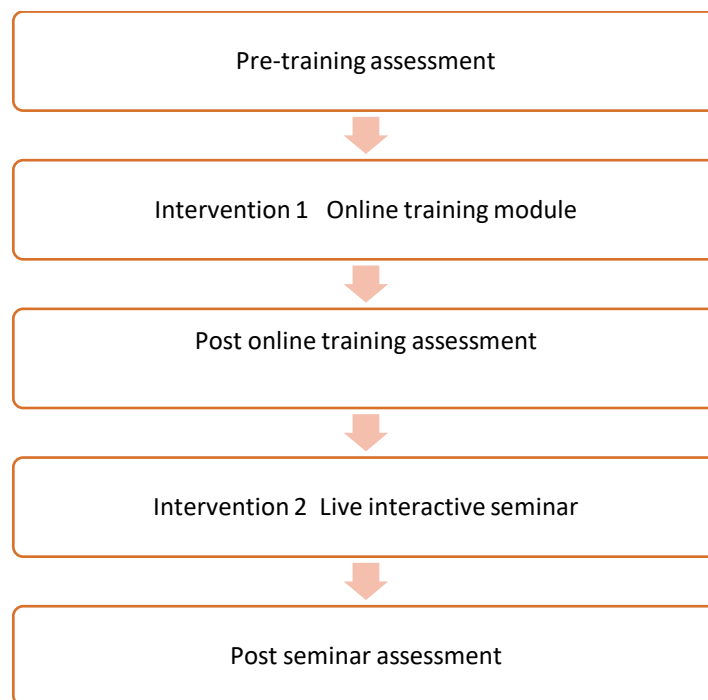 Pre-training assessment
Intervention 1 Online training module
Post online training assessment
Intervention 2 Live interactive seminar
Post seminar assessment